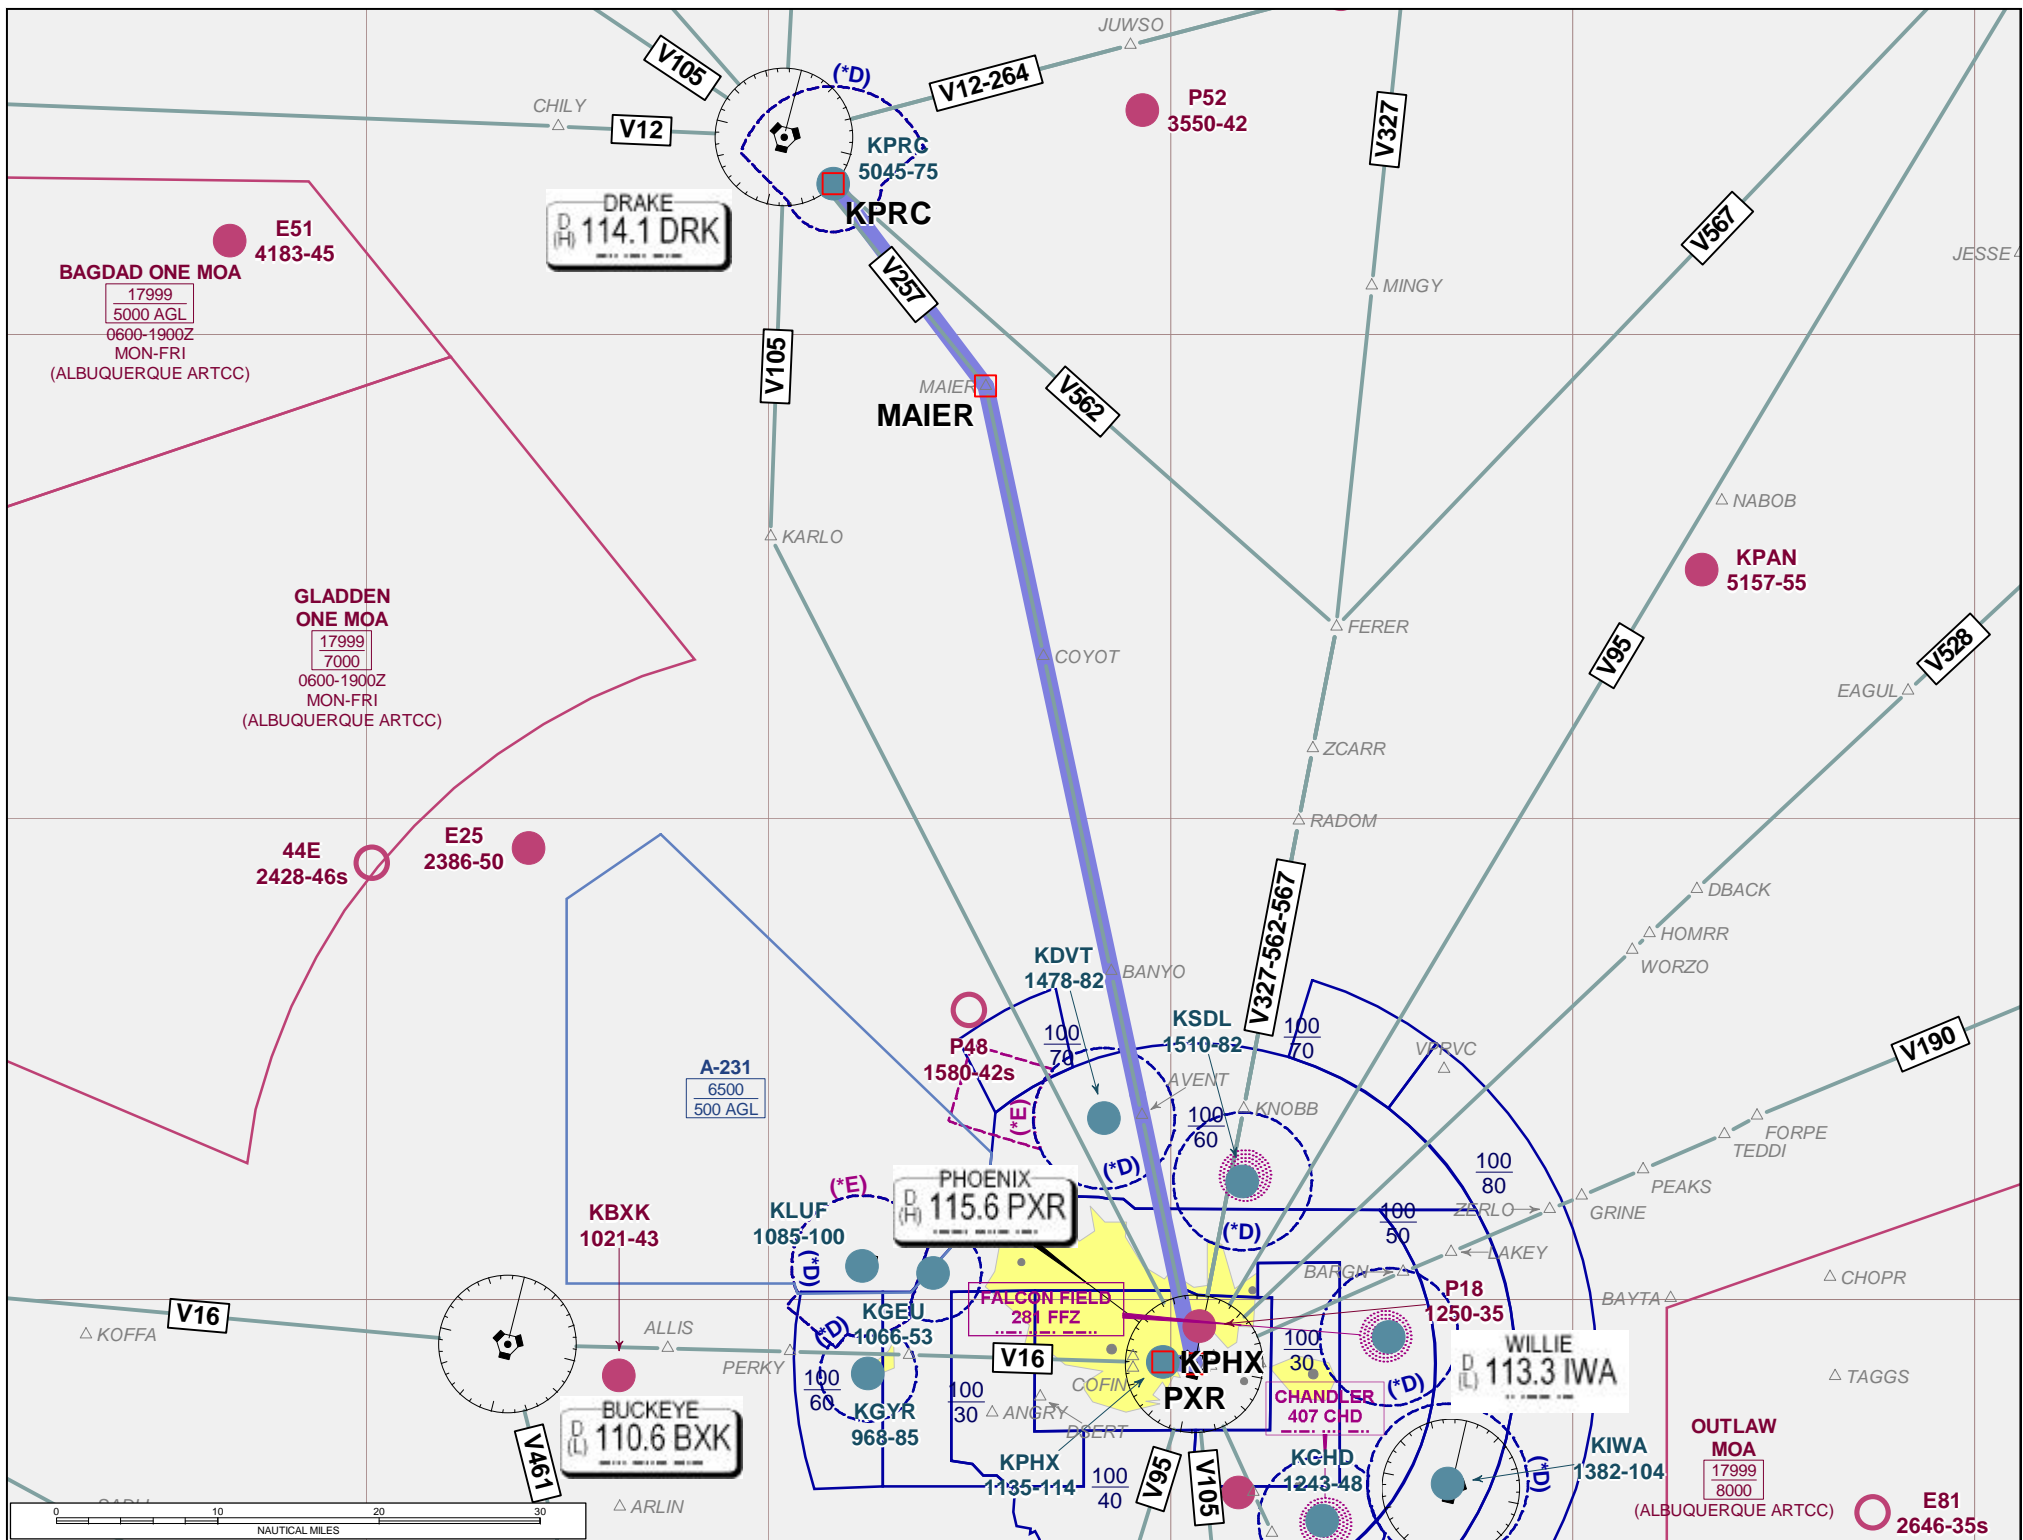 JUWSO
V105
(*D)
V12-264
P52
3550-42
CHILY
V12
V327
KPRC
5045-75
DRAKE
D
(H) 114.1 DRK
KPRC
E51
4183-45
V567
JESSE
BAGDAD ONE MOA
17999
5000 AGL
0600-1900Z
MON-FRI
(ALBUQUERQUE ARTCC)
V257
MINGY
V105
MAIER
MAIER
V562
NABOB
KARLO
KPAN
5157-55
GLADDEN
ONE MOA
17999
7000
0600-1900Z
MON-FRI
(ALBUQUERQUE ARTCC)
FERER
COYOT
V95
V528
EAGUL
ZCARR
RADOM
44E
2428-46s
E25
2386-50
DBACK
HOMRR
WORZO
V327-562-567
KDVT
1478-82
BANYO
KSDL
1510-82
100
70
100
70
P48
1580-42s
VPRVC
V190
A-231
6500
500 AGL
AVENT
(*E)
100
60
KNOBB
FORPE
TEDDI
(*D)
100
80
PEAKS
PHOENIX
D
(H) 115.6 PXR
(*E)
KLUF
1085-100
KBXK
1021-43
(*D)
(*D)
ZERLO
GRINE
100
50
LAKEY
BARGN
CHOPR
P18
1250-35
BAYTA
FALCON FIELD
281 FFZ
KGEU
1066-53
(*D)
V16
KOFFA
ALLIS
PERKY
V16
KPHX
PXR
100
30
WILLIE
D
(L) 113.3 IWA
TAGGS
COFIN
100
60
100
30
ANGRY
DSERT
CHANDLER
407 CHD
(*D)
BUCKEYE
D
(L) 110.6 BXK
KGYR
968-85
OUTLAW
MOA
17999
8000
(ALBUQUERQUE ARTCC)
V461
KPHX
1135-114
100
40
V95
V105
KCHD
1243-48
KIWA
1382-104
(*D)
ARLIN
E81
2646-35s
0 10 20 30
NAUTICAL MILES